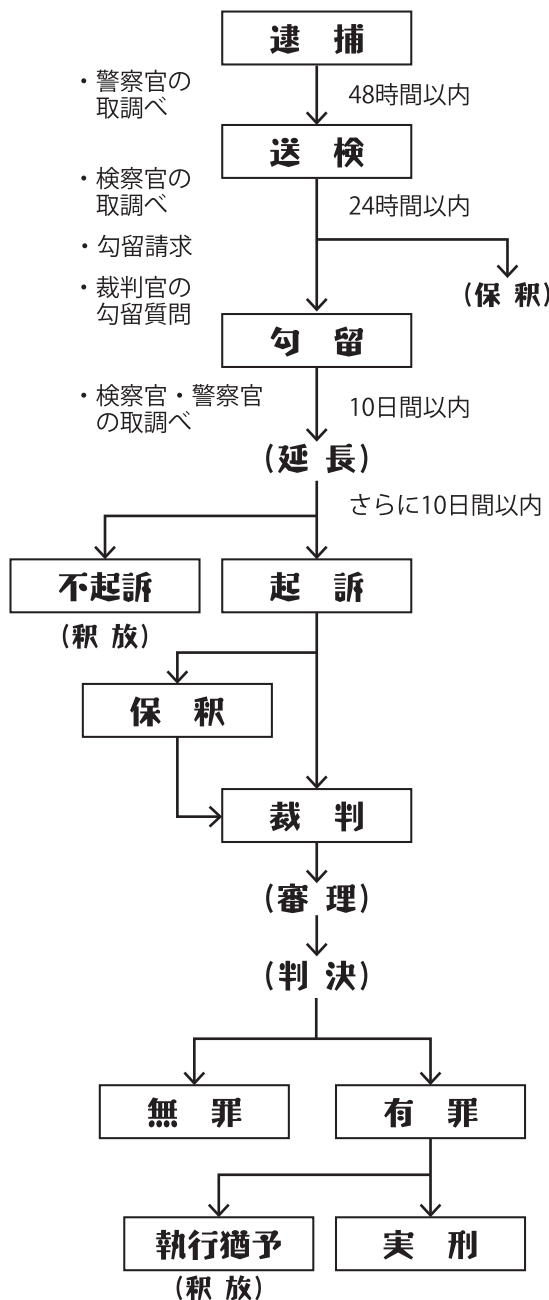 逮 捕
・警察官の
取調べ
48時間以内
送 検
・検察官の
取調べ
24時間以内
・勾留請求
・裁判官の
勾留質問
(保 釈)
勾 留
・検察官・警察官
の取調べ
10日間以内
(延 長)
さらに10日間以内
不起訴
起 訴
(釈 放)
保 釈
裁 判
(審 理)
(判 決)
無 罪
有 罪
執行猶予
実 刑
(釈 放)